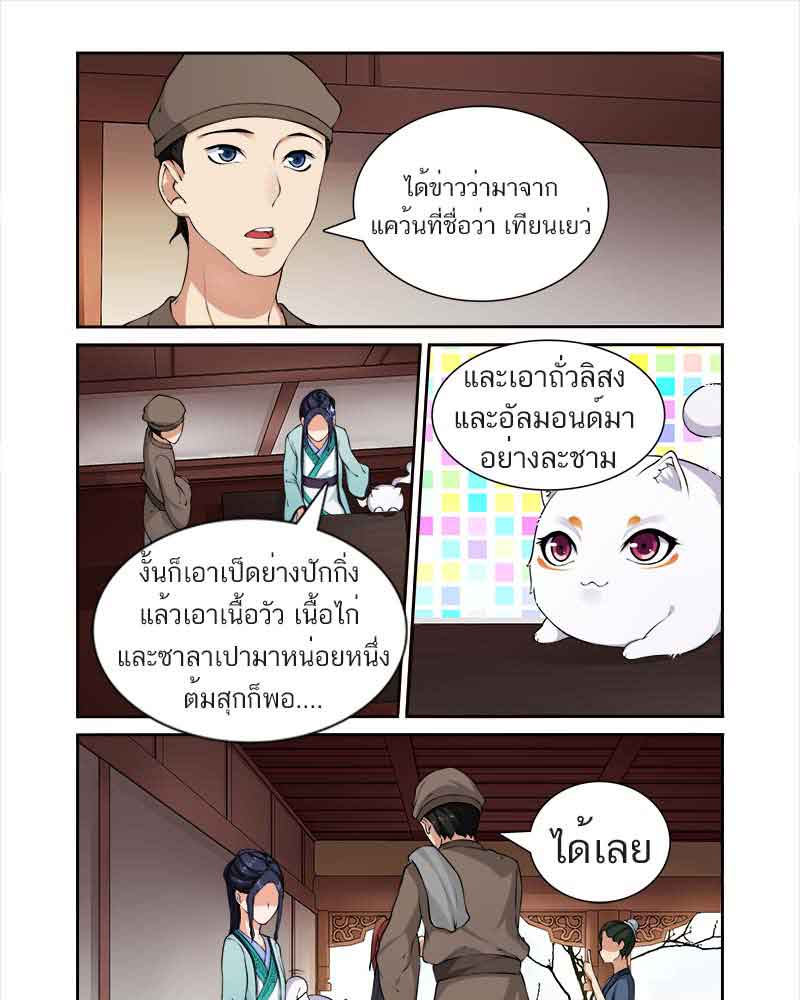 ได้ข่าวว่ามาจาก
แคว้นที่ชื่อว่า เทียนเยว่
งั้นก็เอาเป็ดย่างปักกิ่ง
แล้วเอาเนื้อวัว เนื้อไก่
และซาลาเปามาหน่อยหนึ่ง
ต้มสุกก็พอ....
และเอาถั่วลิสง
และอัลมอนด์มา
อย่างละชาม
ได้เลย